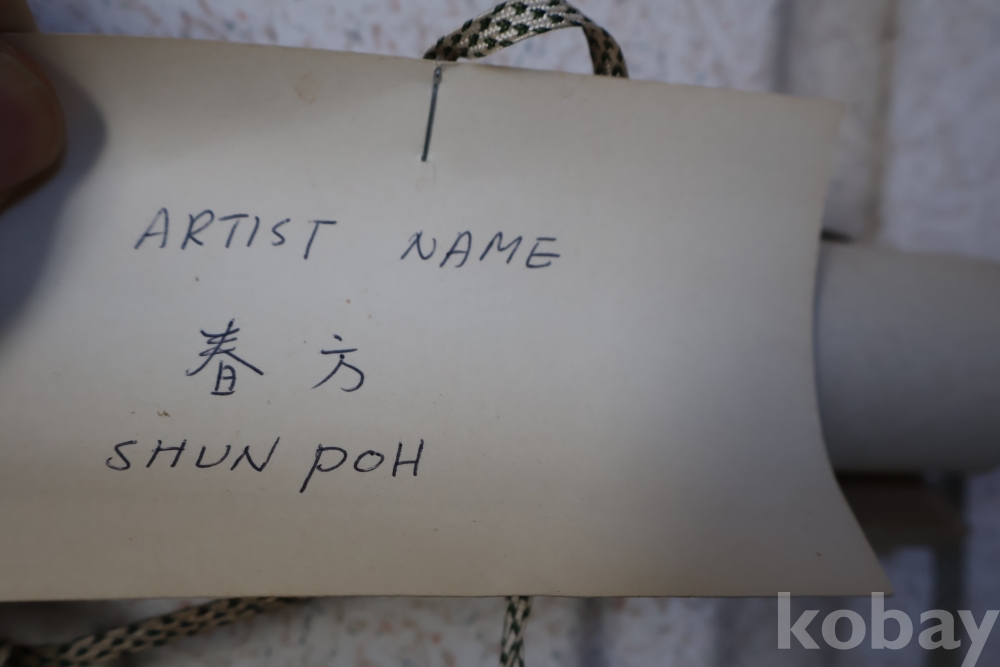 ARTIST NAME
春方
SHUN POH
kobay